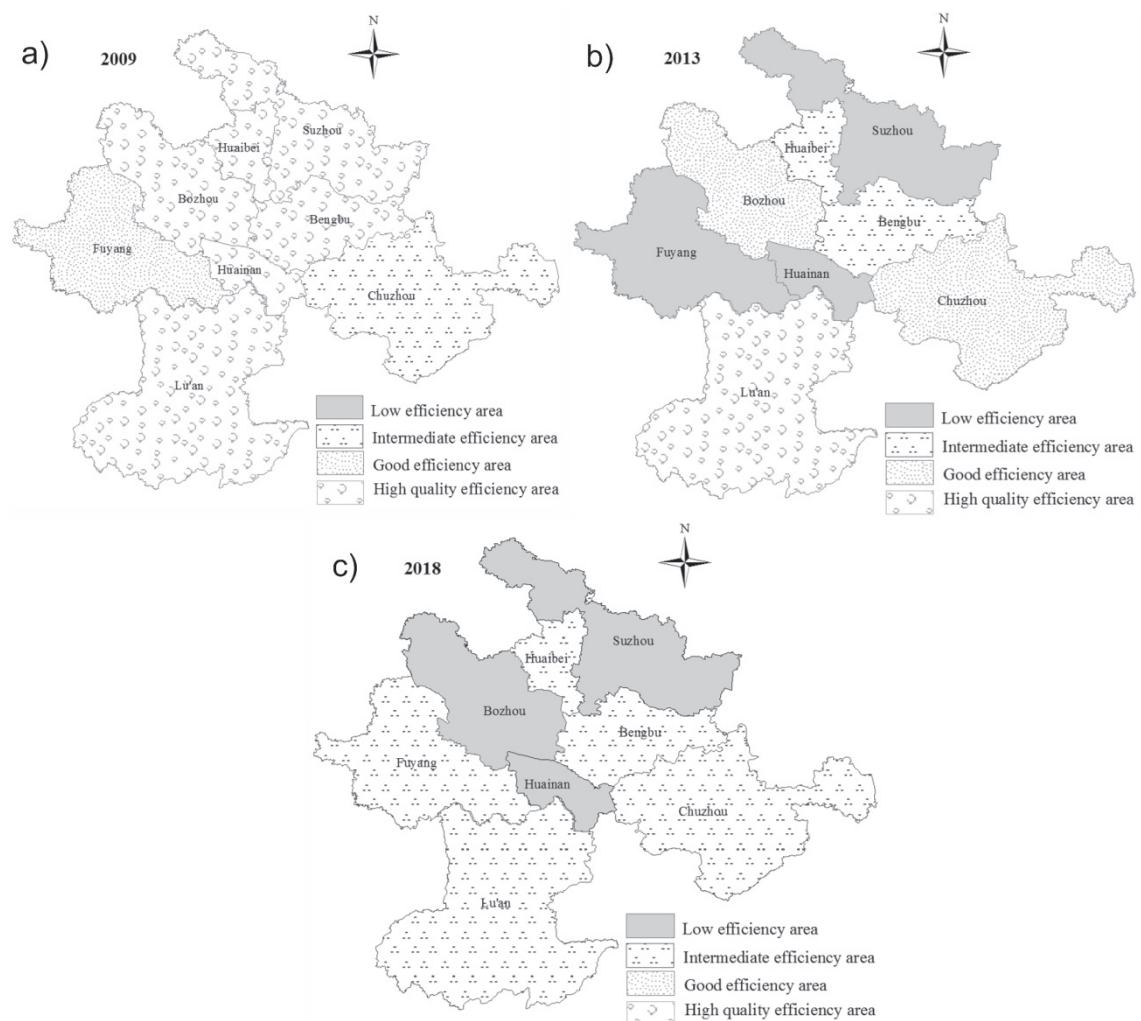 a)
2009
N
Suzhou
Huaibei
Bozhou
Bengbu
Fuyang
Huainan
Chuzhou
Lu'an
Low efficiency area
Intermediate efficiency area
Good efficiency area
High quality efficiency area
b)
2013
N
Suzhou
Huaibei
Bozhou
Bengbu
Fuyang
Huainan
Chuzhou
Lu'an
Low efficiency area
Intermediate efficiency area
Good efficiency area
High quality efficiency area
c)
2018
N
Suzhou
Huaibei
Bozhou
Bengbu
Fuyang
Huainan
Chuzhou
Lu'an
Low efficiency area
Intermediate efficiency area
Good efficiency area
High quality efficiency area